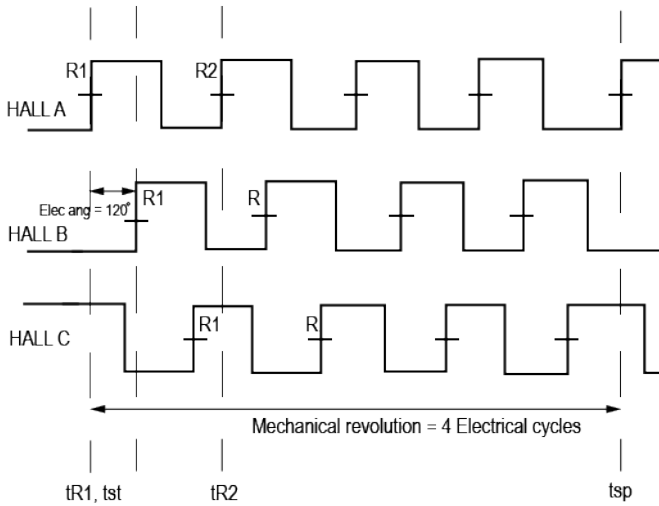 R1 R2
HALL A
R1 R
Elec ang = 120°
HALL B
R1 R
HALL C
Mechanical revolution = 4 Electrical cycles
tR1, tst tR2 tsp